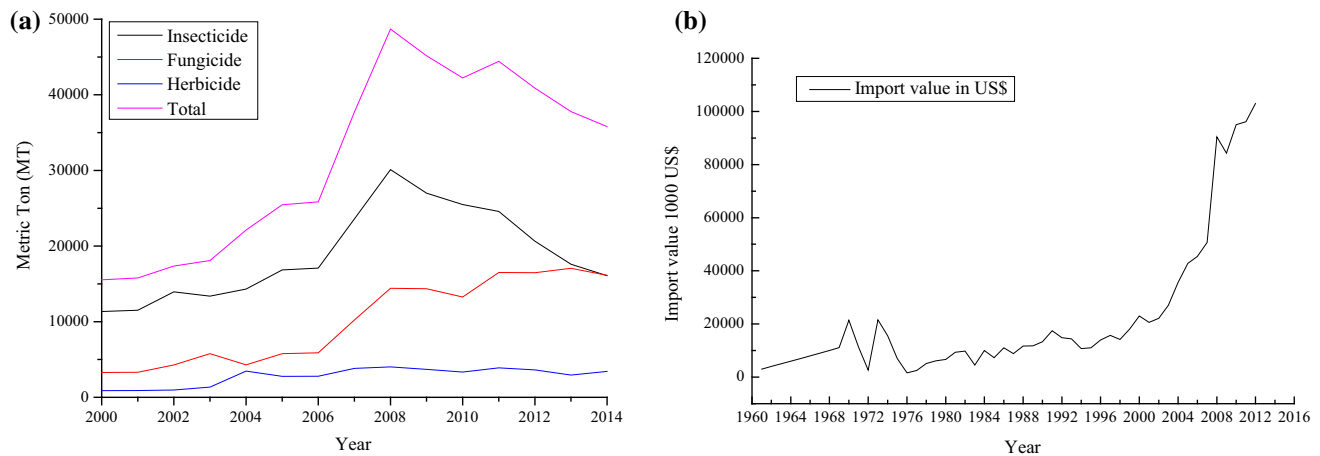 (a)
50000
40000
30000
20000
10000
0
Metric Ton (MT)
Insecticide
Fungicide
Herbicide
Total
2000 2002 2004 2006 2008 2010 2012 2014
Year
(b)
120000
100000
80000
60000
40000
20000
0
Import value 1000 US$
Import value in US$
1960 1964 1968 1972 1976 1980 1984 1988 1992 1996 2000 2004 2008 2012 2016
Year